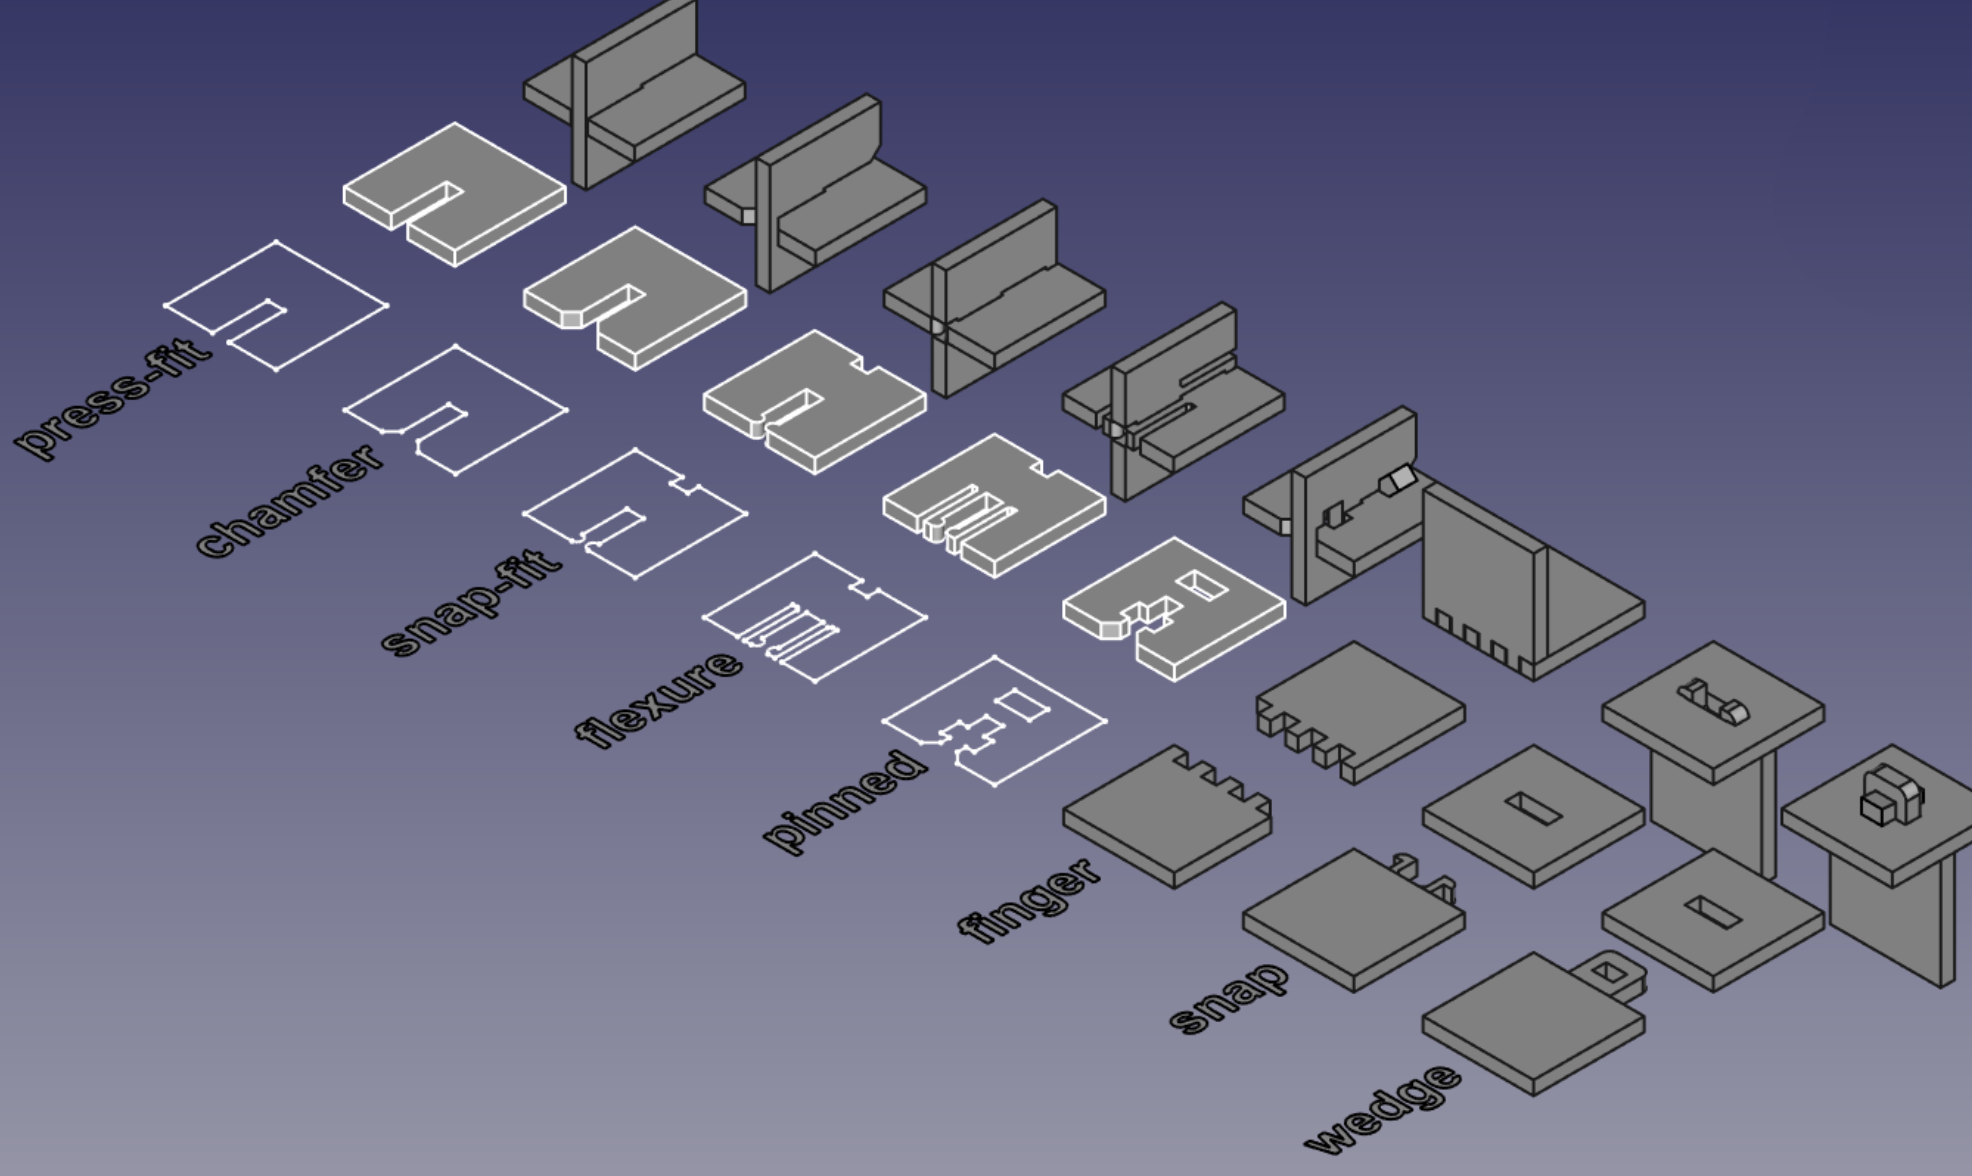 press-fit
chamfer
snap-fit
flexure
pinned
finger
snap
wedge